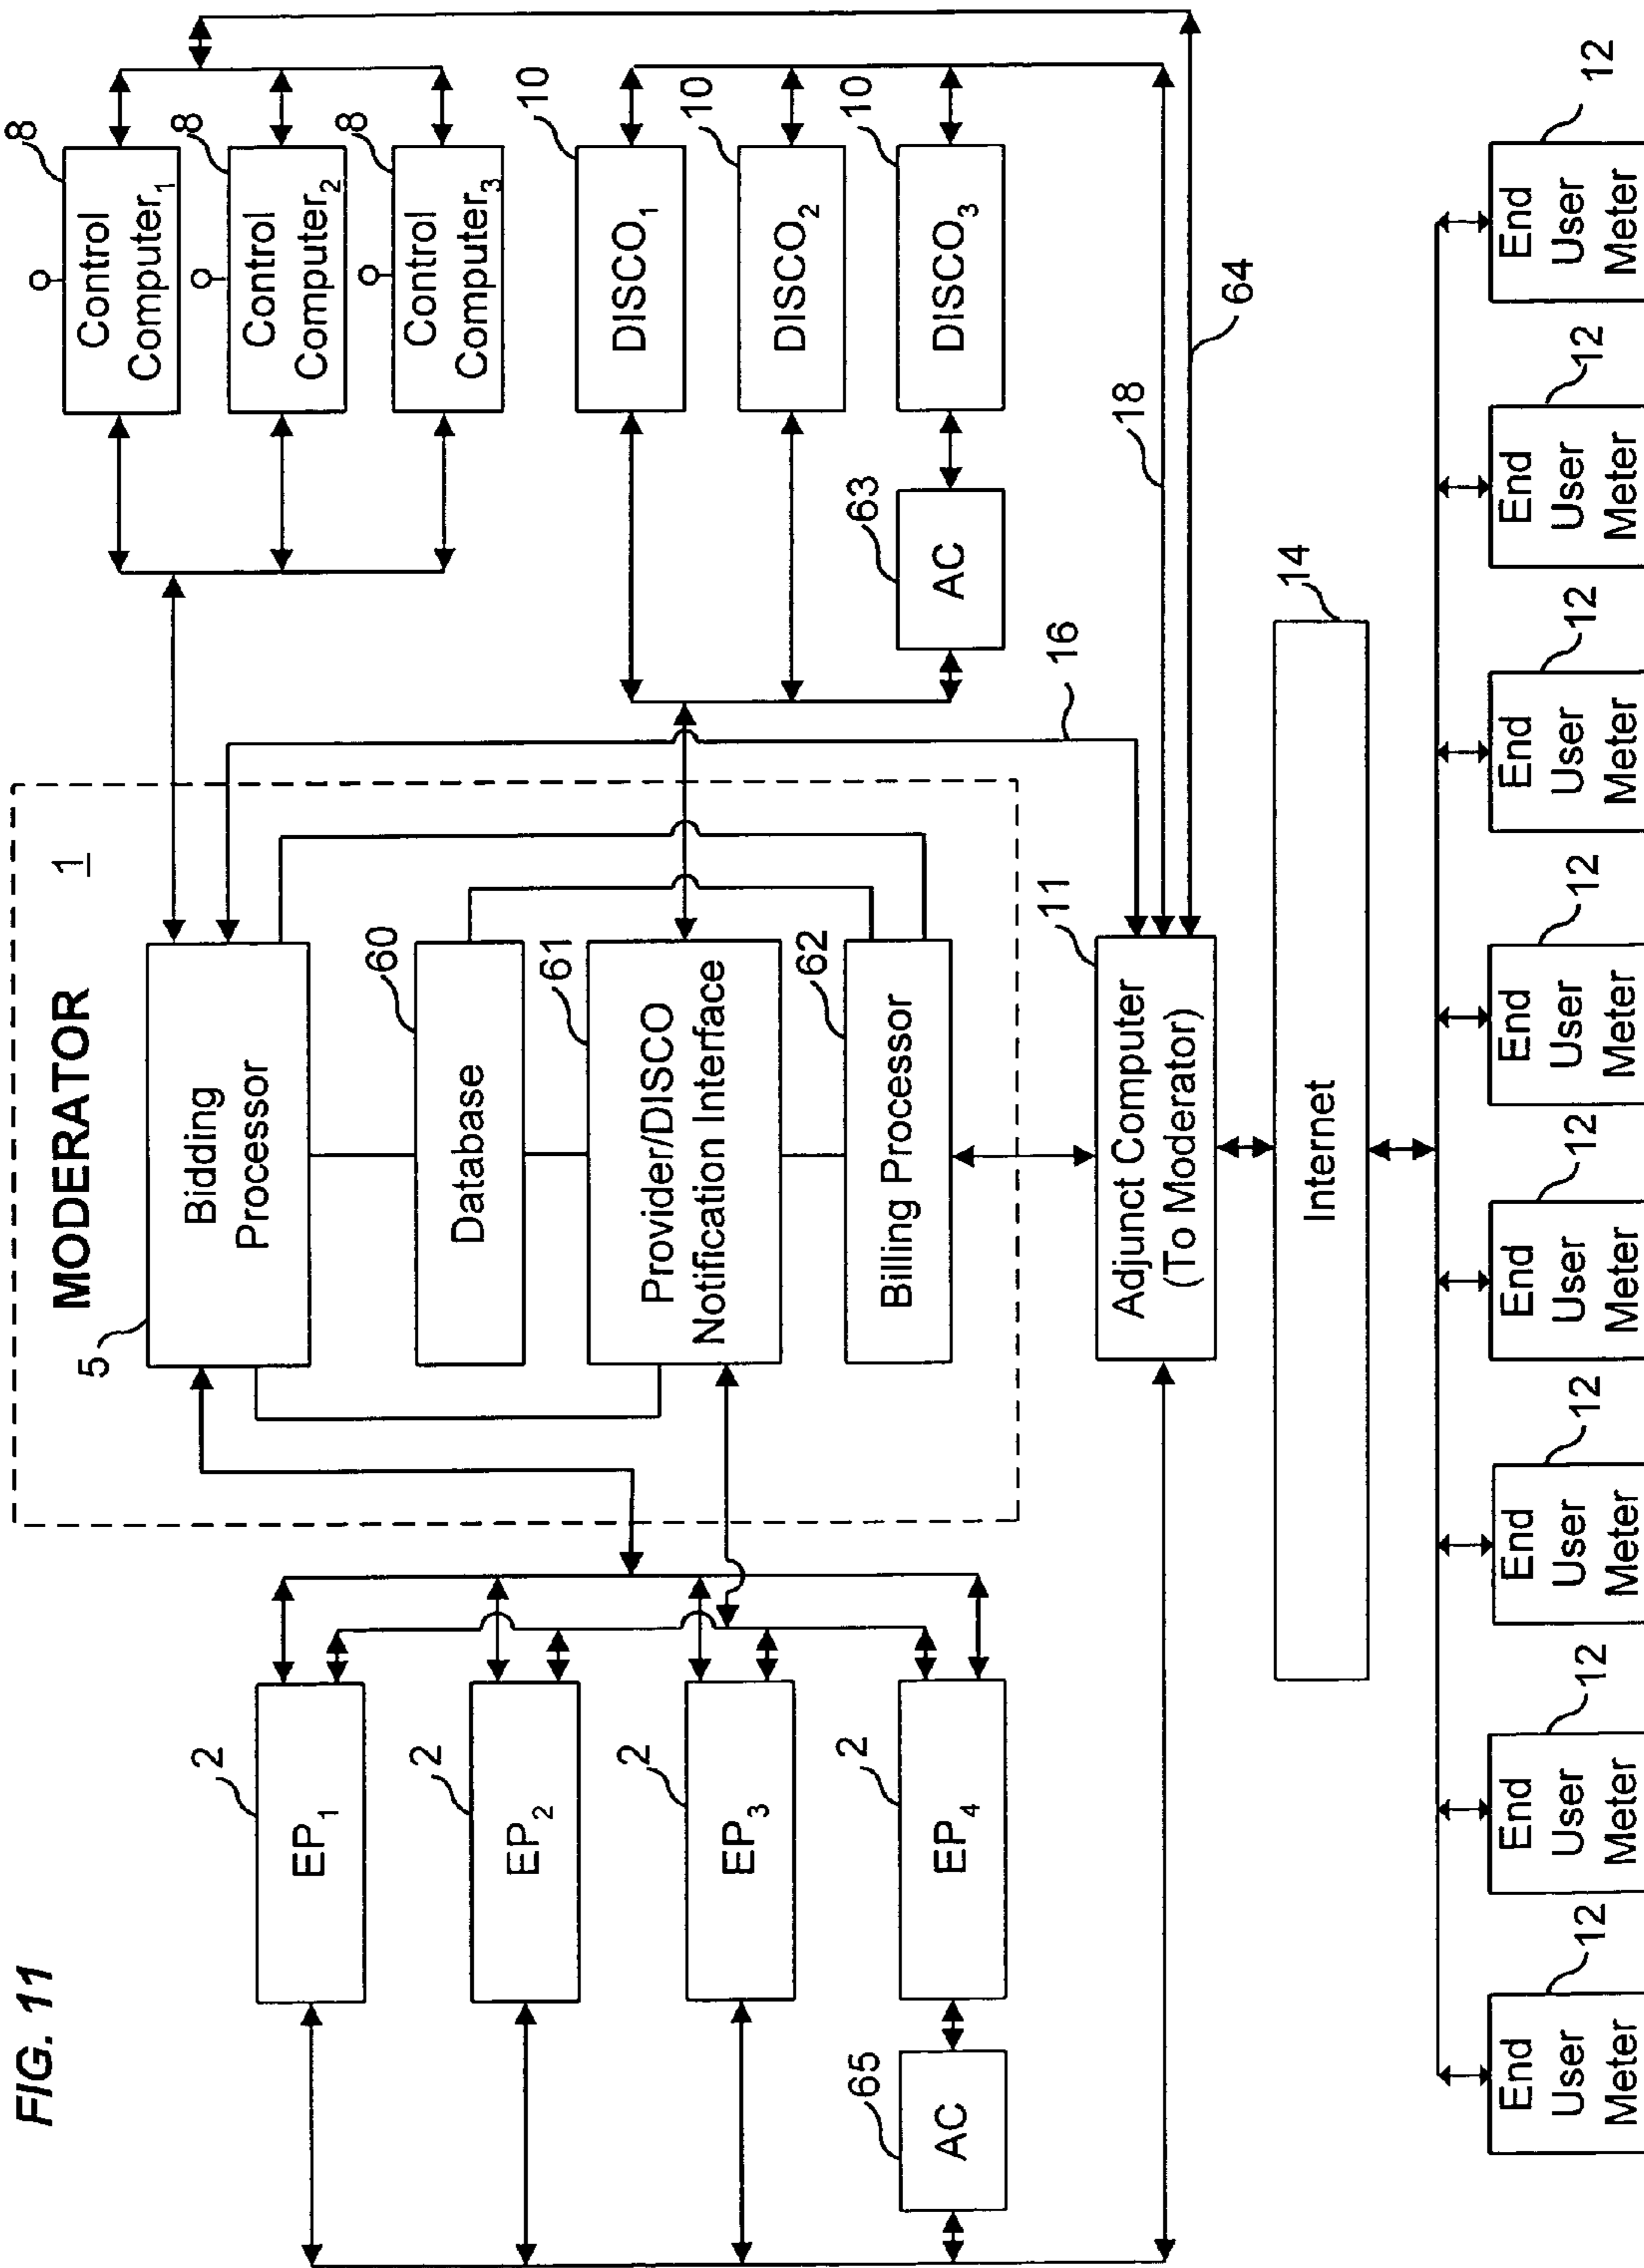 FIG. 11
MODERATOR
1
5
Bidding
Processor
60
Database
61
Provider/DISCO
Notification Interface
62
Billing Processor
2
EP1
2
EP2
2
EP3
2
EP4
65
AC
8
Control
Computer1
8
Control
Computer2
8
Control
Computer3
10
DISCO1
10
DISCO2
10
DISCO3
63
AC
16
18
64
11
Adjunct Computer
(To Moderator)
14
Internet
12
End
User
Meter
12
End
User
Meter
12
End
User
Meter
12
End
User
Meter
12
End
User
Meter
12
End
User
Meter
12
End
User
Meter
12
End
User
Meter